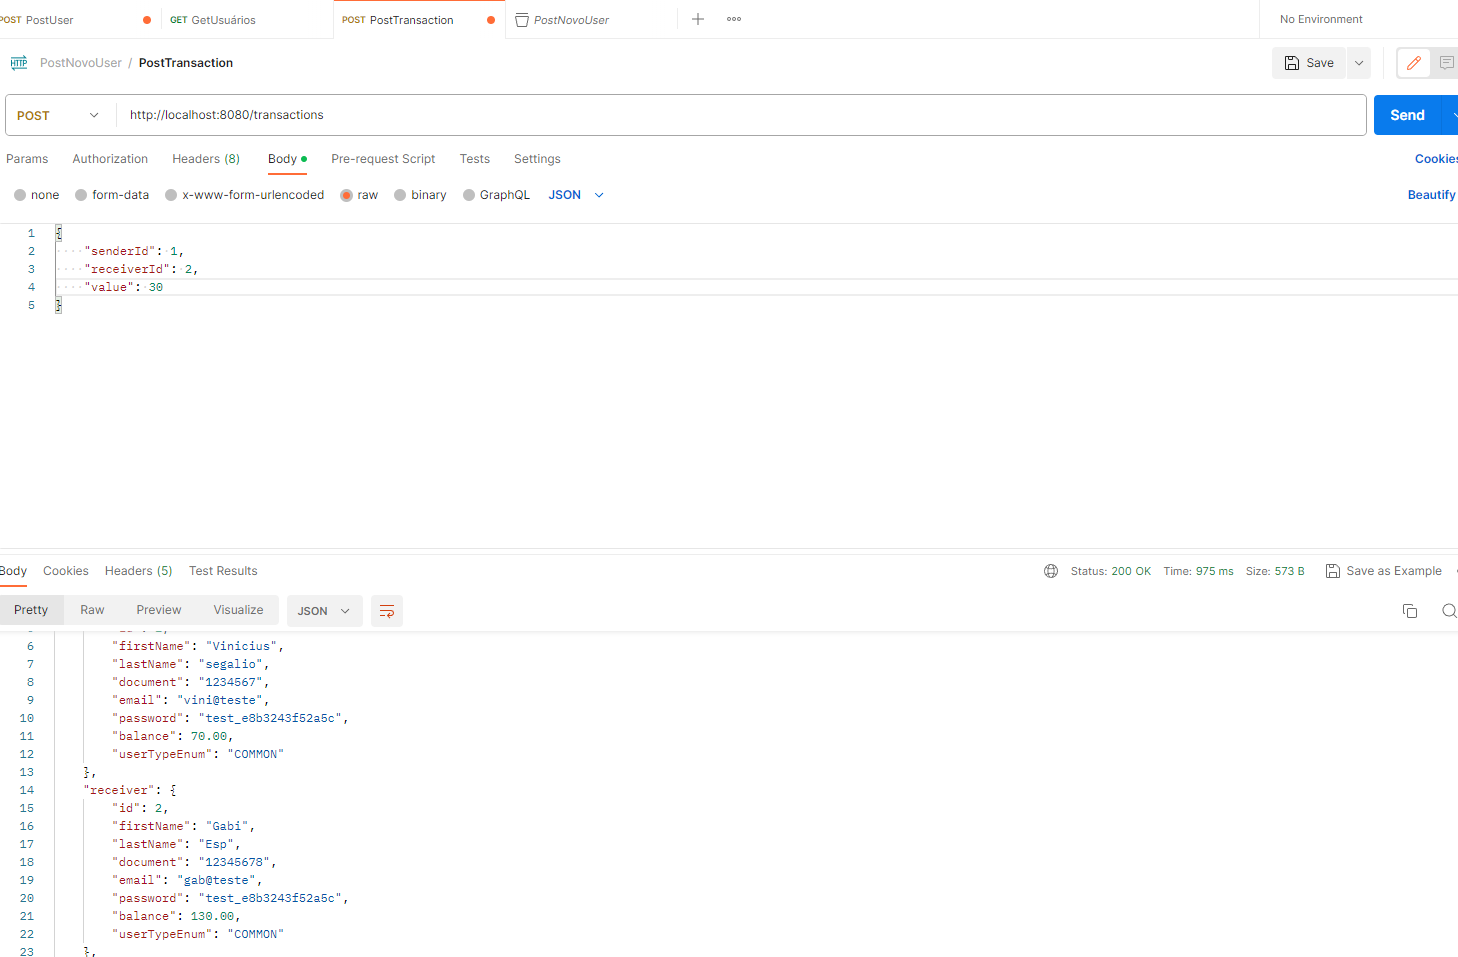 POST PostUser GET GetUsuários POST PostTransaction PostNovoUser No Environment
HTTP PostNovoUser / PostTransaction Save
POST http://localhost:8080/transactions Send
Params Authorization Headers (8) Body Pre-request Script Tests Settings Cookies
none form-data x-www-form-urlencoded raw binary GraphQL JSON Beautify
1 {
2 "senderId": 1,
3 "receiverId": 2,
4 "value": 30
5 }
Body Cookies Headers (5) Test Results Status: 200 OK Time: 975 ms Size: 573 B Save as Example
Pretty Raw Preview Visualize JSON
6 "firstName": "Vinicius",
7 "lastName": "segalio",
8 "document": "1234567",
9 "email": "vini@teste",
10 "password": "test_e8b3243f52a5c",
11 "balance": 70.00,
12 "userTypeEnum": "COMMON"
13 },
14 "receiver": {
15 "id": 2,
16 "firstName": "Gabi",
17 "lastName": "Esp",
18 "document": "12345678",
19 "email": "gab@teste",
20 "password": "test_e8b3243f52a5c",
21 "balance": 130.00,
22 "userTypeEnum": "COMMON"
23 },